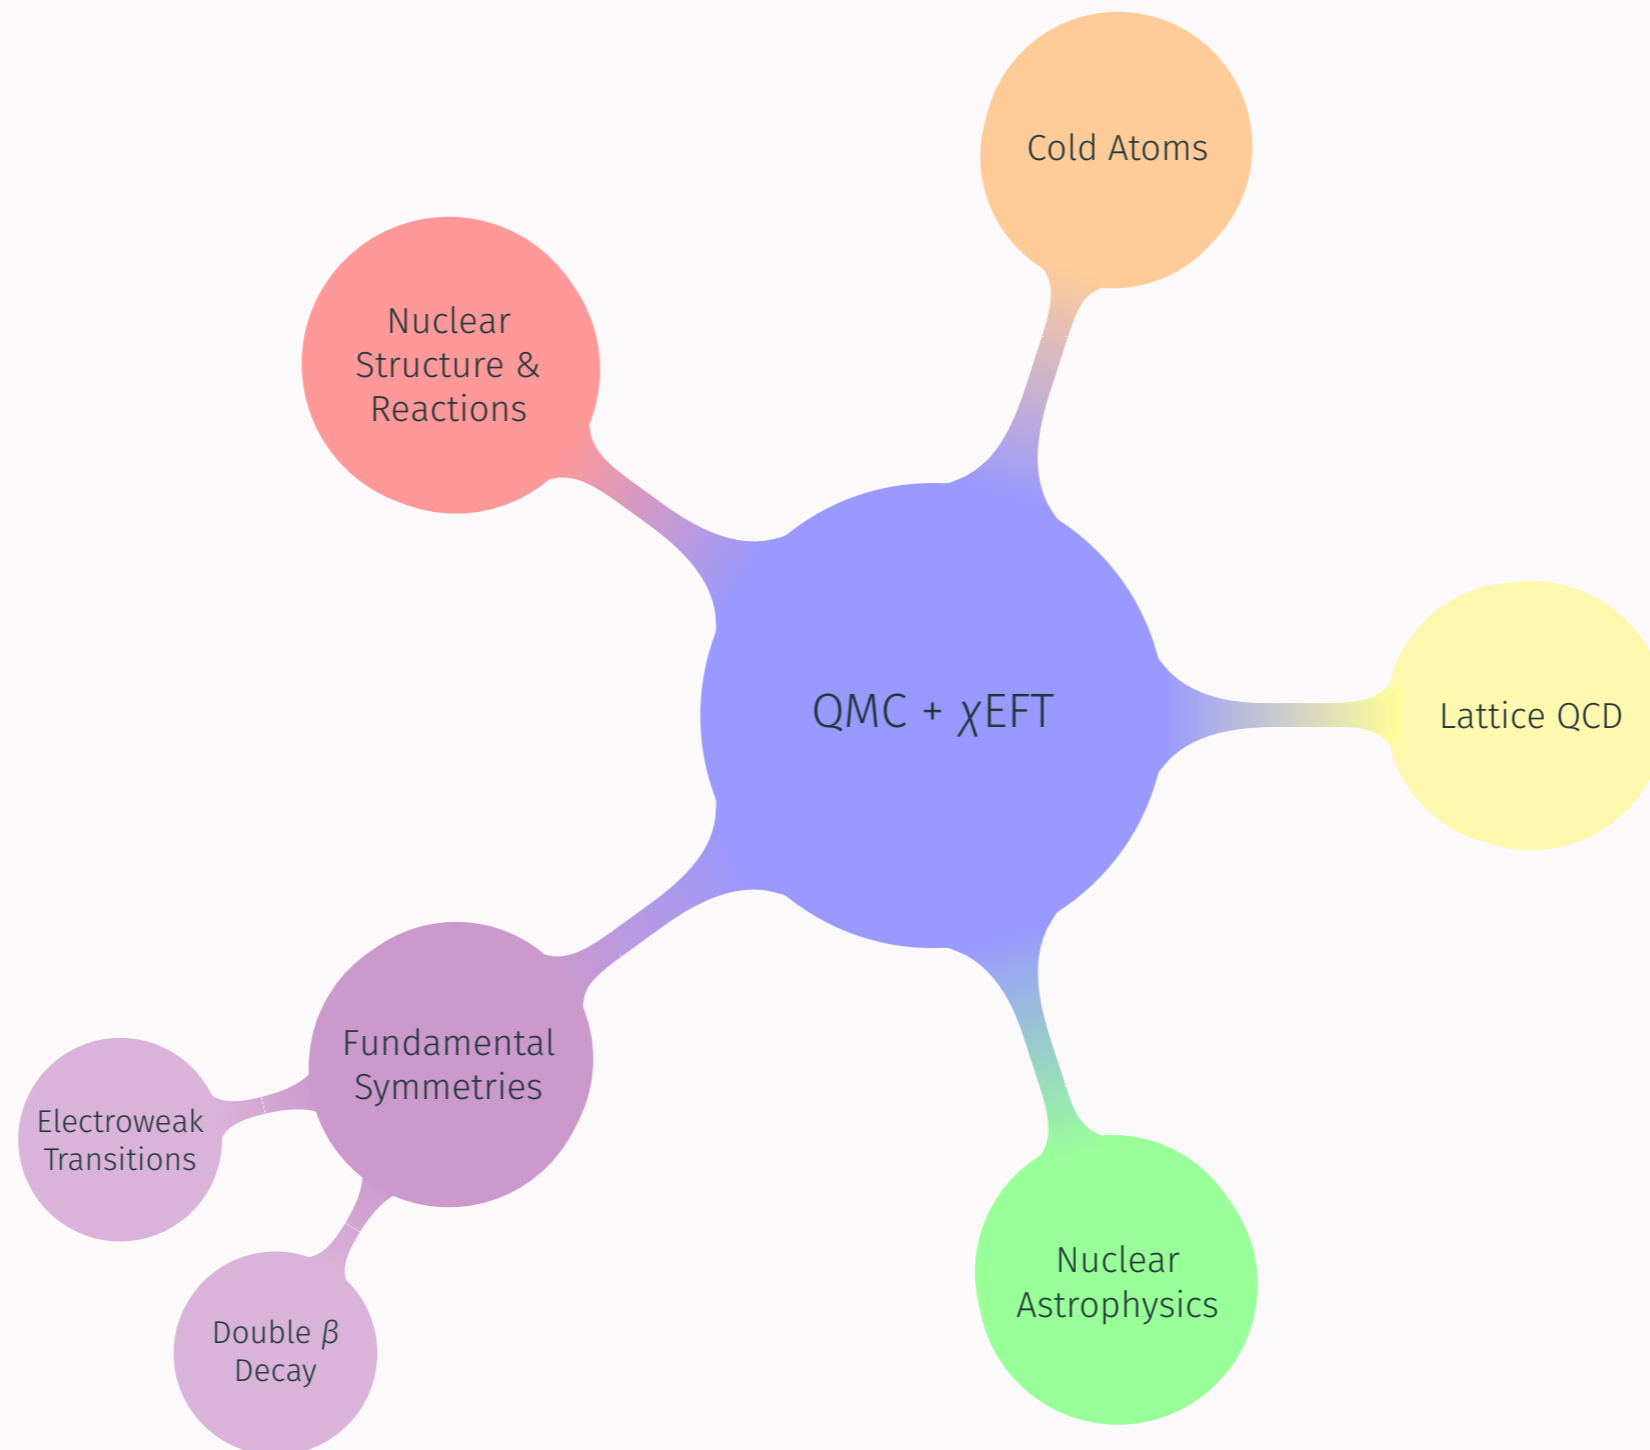 Cold Atoms
Nuclear
Structure &
Reactions
QMC + χEFT
Lattice QCD
Fundamental
Symmetries
Electroweak
Transitions
Double β
Decay
Nuclear
Astrophysics